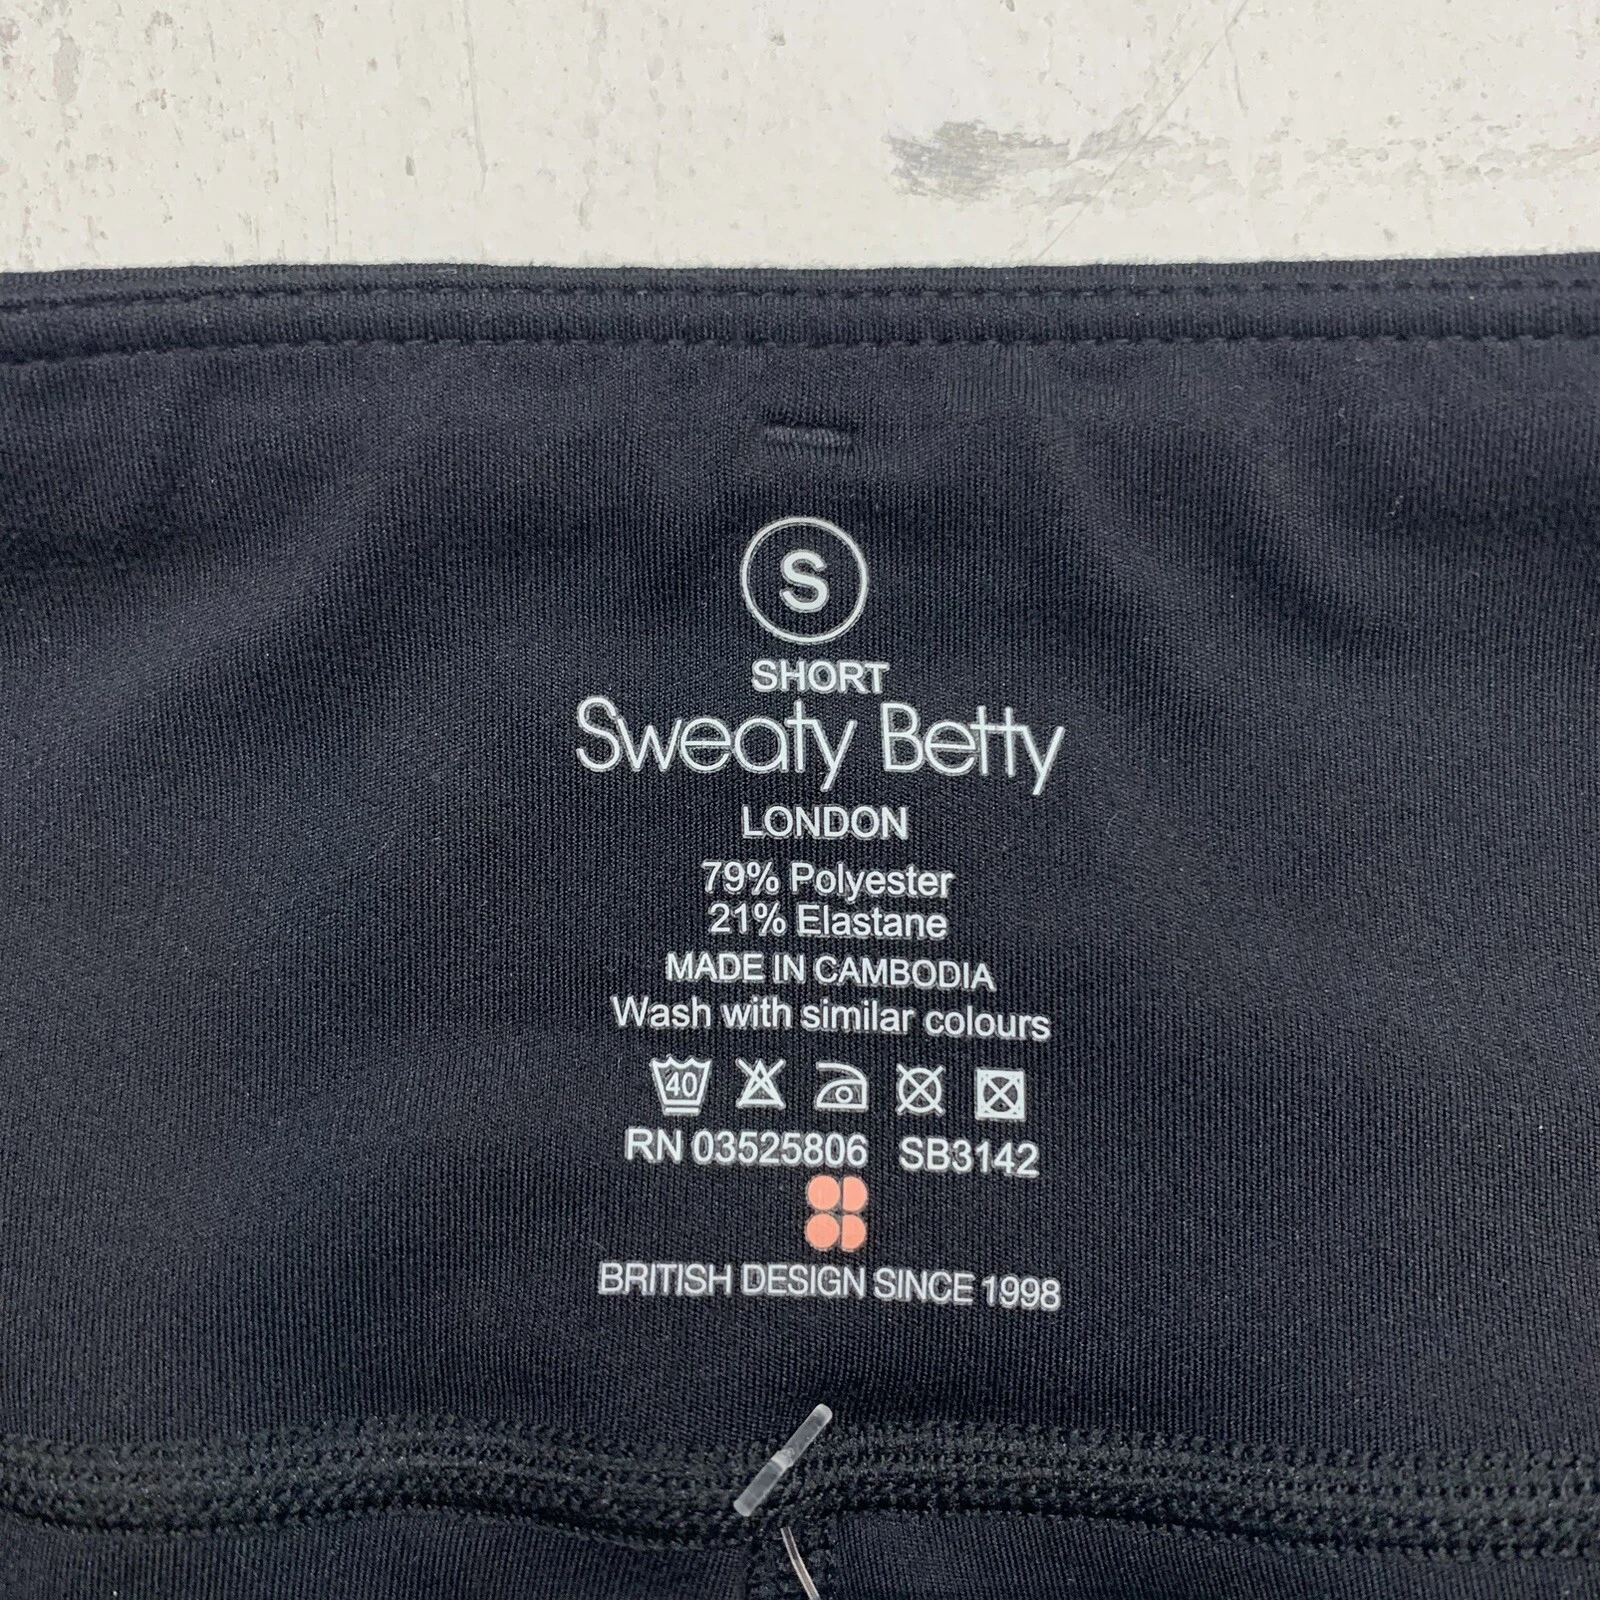 S
SHORT
Sweaty Betty
LONDON
79% Polyester
21% Elastane
MADE IN CAMBODIA
Wash with similar colours
40
RN 03525806 SB3142
BRITISH DESIGN SINCE 1998